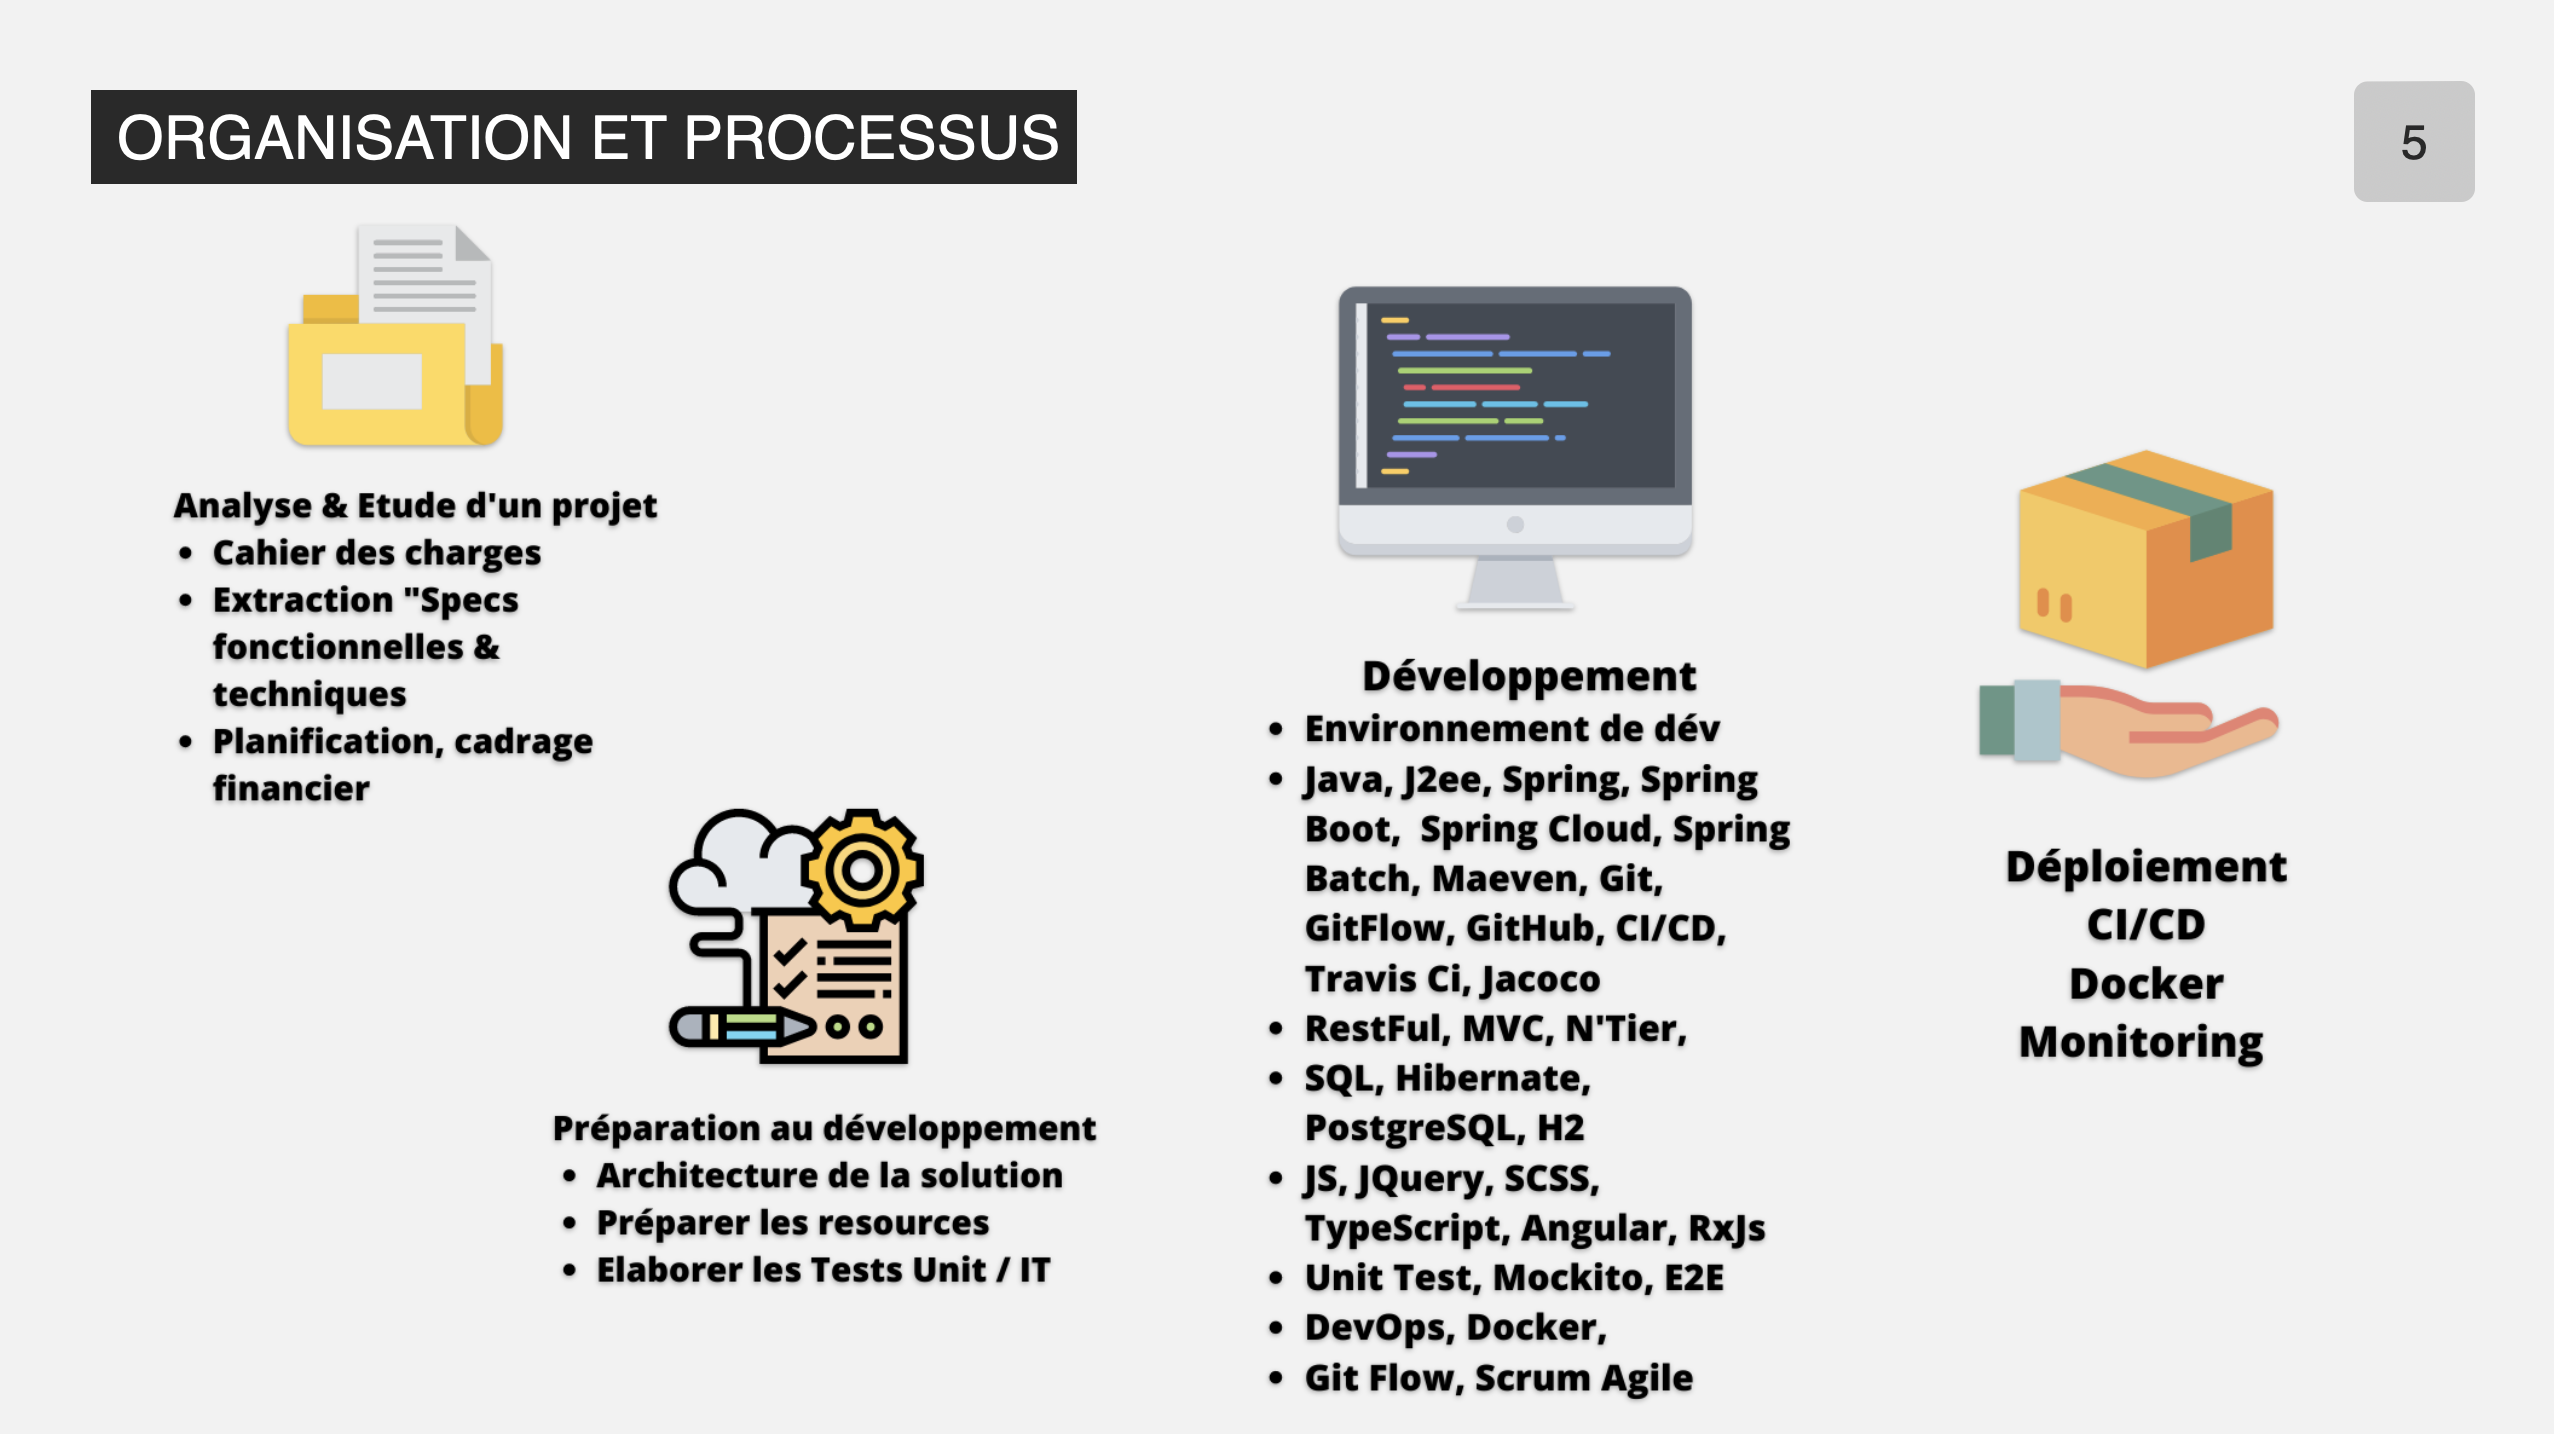 ORGANISATION ET PROCESSUS
5
Analyse & Etude d'un projet
• Cahier des charges
• Extraction "Specs
fonctionnelles &
techniques
• Planification, cadrage
financier
Préparation au développement
• Architecture de la solution
• Préparer les resources
• Elaborer les Tests Unit / IT
Développement
• Environnement de dév
• Java, J2ee, Spring, Spring
Boot,  Spring Cloud, Spring
Batch, Maeven, Git,
GitFlow, GitHub, CI/CD,
Travis Ci, Jacoco
• RestFul, MVC, N'Tier,
• SQL, Hibernate,
PostgreSQL, H2
• JS, JQuery, SCSS,
TypeScript, Angular, RxJs
• Unit Test, Mockito, E2E
• DevOps, Docker,
• Git Flow, Scrum Agile
Déploiement
CI/CD
Docker
Monitoring